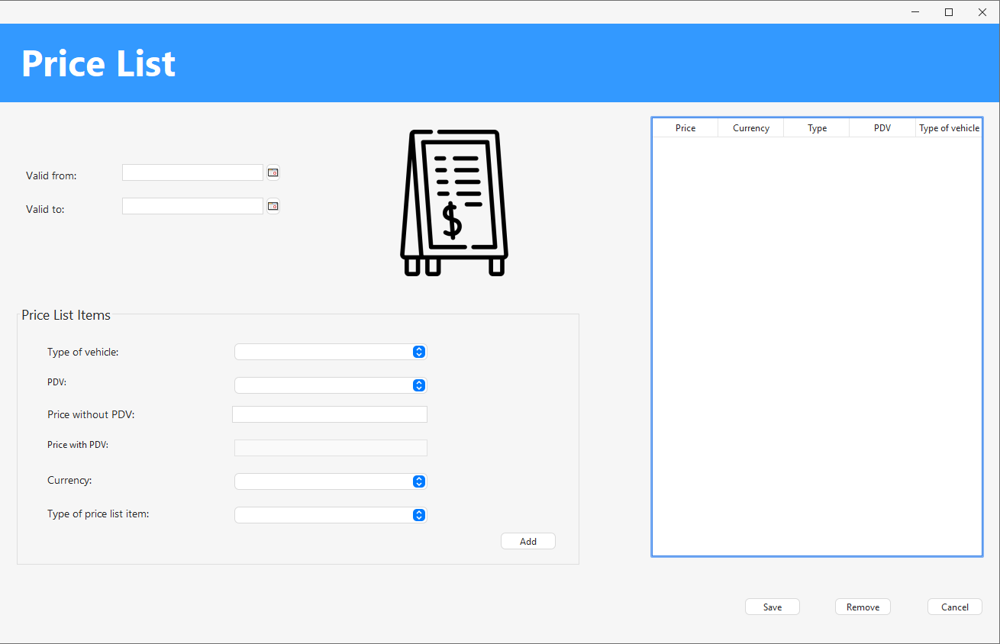 Price List
Valid from:
Valid to:
$
Price Currency Type PDV Type of vehicle
Price List Items
Type of vehicle:
PDV:
Price without PDV:
Price with PDV:
Currency:
Type of price list item:
Add
Save Remove Cancel